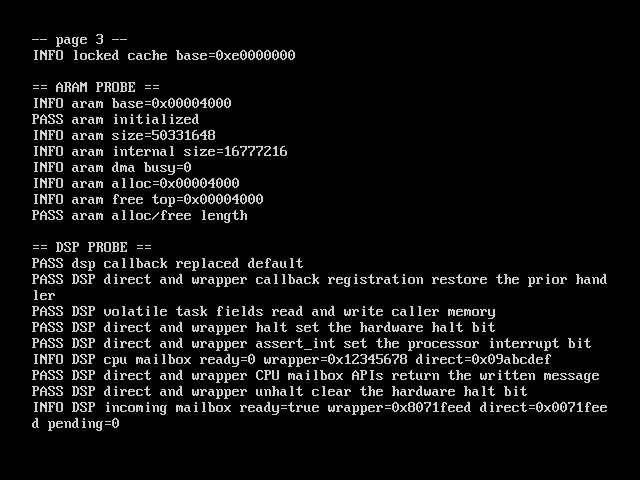 -- page 3 --
INFO locked cache base=0xe0000000
== ARAM PROBE ==
INFO aram base=0x00004000
PASS aram initialized
INFO aram size=50331648
INFO aram internal size=16777216
INFO aram dma busy=0
INFO aram alloc=0x00004000
INFO aram free top=0x00004000
PASS aram alloc/free length
== DSP PROBE ==
PASS dsp callback replaced default
PASS DSP direct and wrapper callback registration restore the prior hand
ler
PASS DSP volatile task fields read and write caller memory
PASS DSP direct and wrapper halt set the hardware halt bit
PASS DSP direct and wrapper assert_int set the processor interrupt bit
INFO DSP cpu mailbox ready=0 wrapper=0x12345678 direct=0x09abcdef
PASS DSP direct and wrapper CPU mailbox APIs return the written message
PASS DSP direct and wrapper unhalt clear the hardware halt bit
INFO DSP incoming mailbox ready=true wrapper=0x8071feed direct=0x0071fee
d pending=0